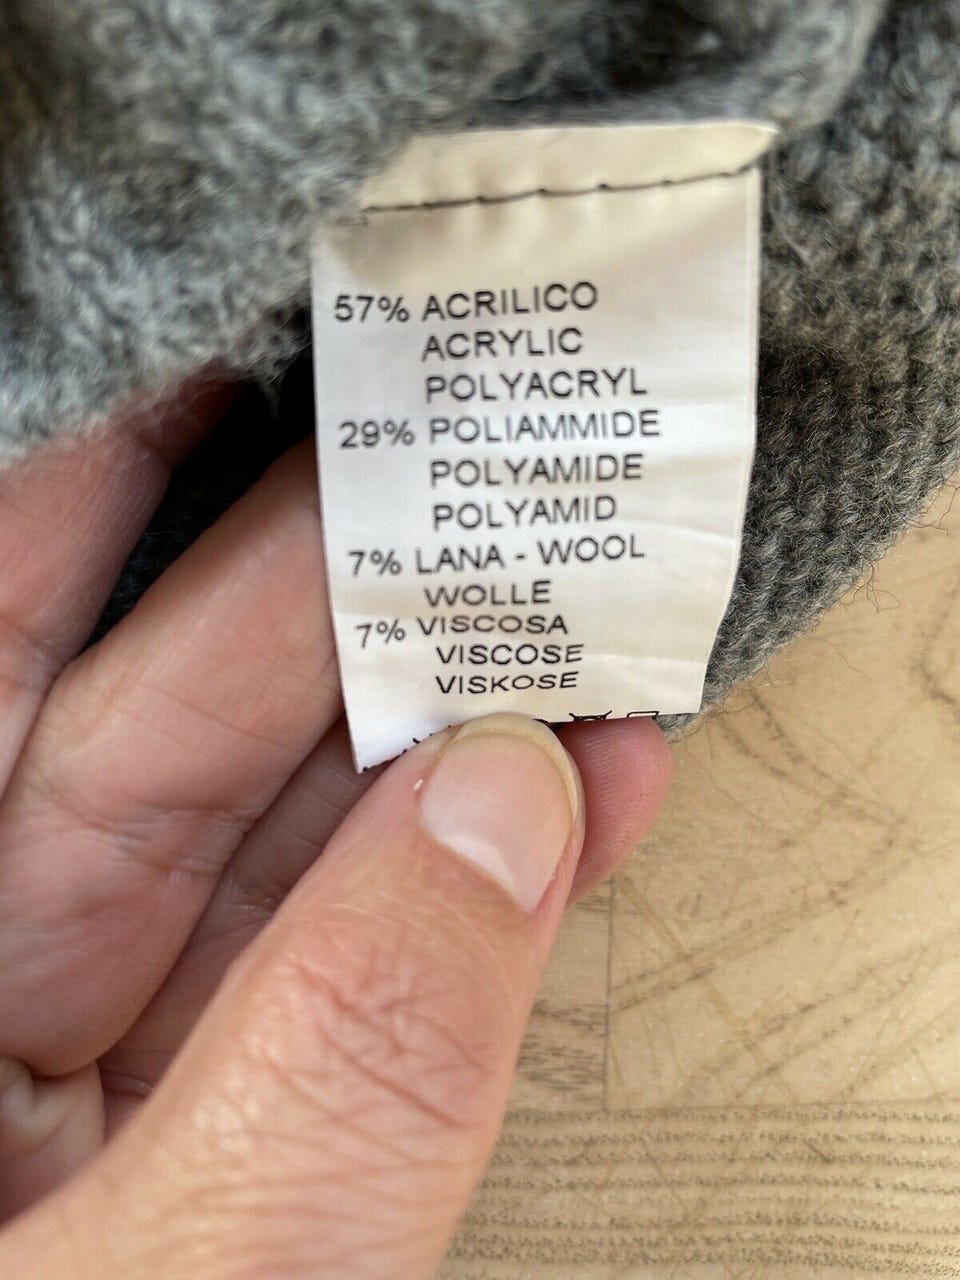 57% ACRILICO
ACRYLIC
POLYACRYL
29% POLIAMMIDE
POLYAMIDE
POLYAMID
7% LANA - WOOL
WOLLE
7% VISCOSA
VISCOSE
VISKOSE